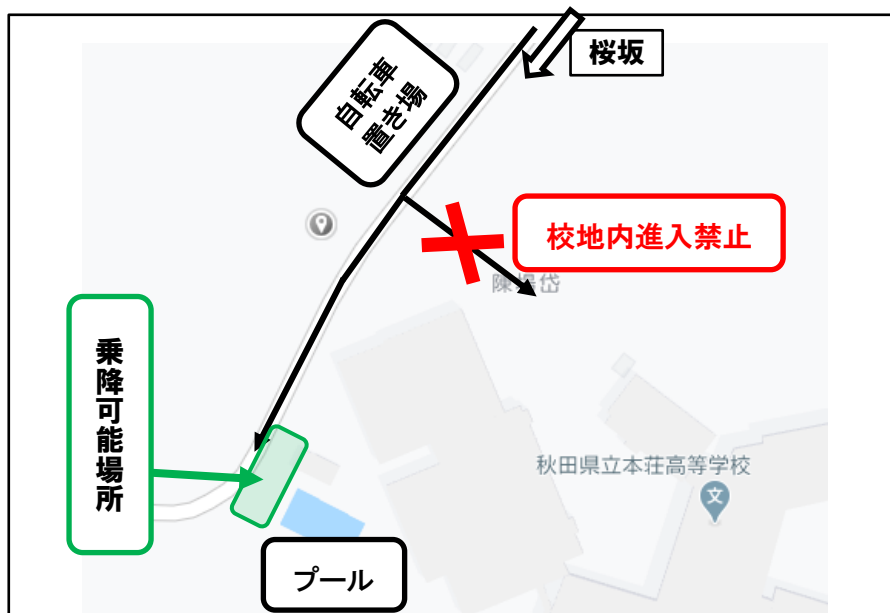 桜坂
自転車
置き場
校地内進入禁止
陳場岱
乗降可能場所
秋田県立本荘高等学校
文
プール